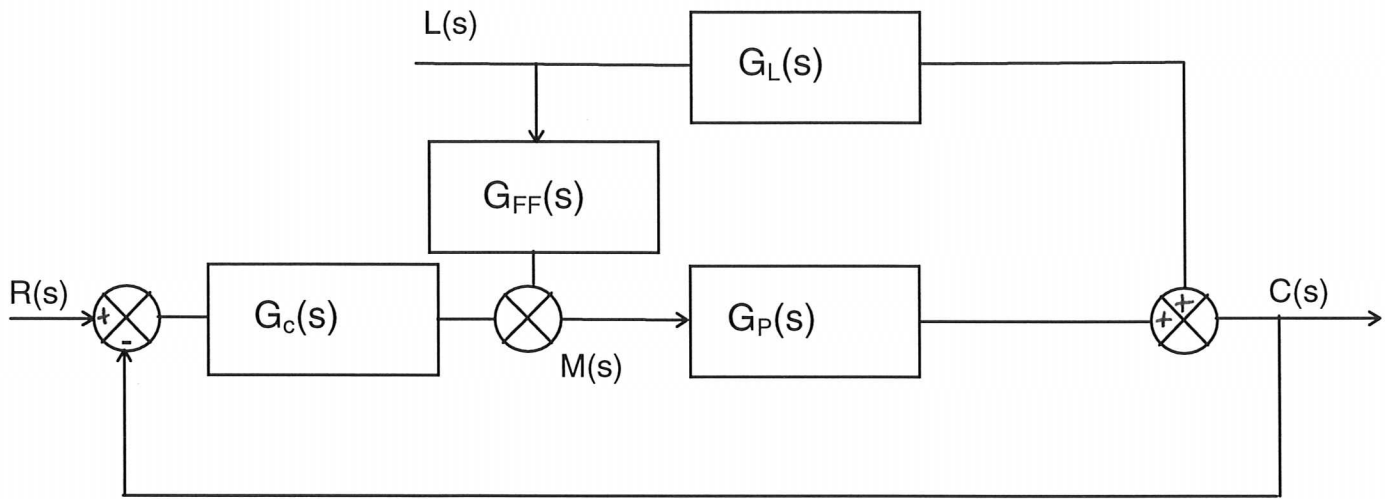 L(s)
G_L(s)
G_FF(s)
R(s)
+
-
G_c(s)
M(s)
G_P(s)
+
+
C(s)